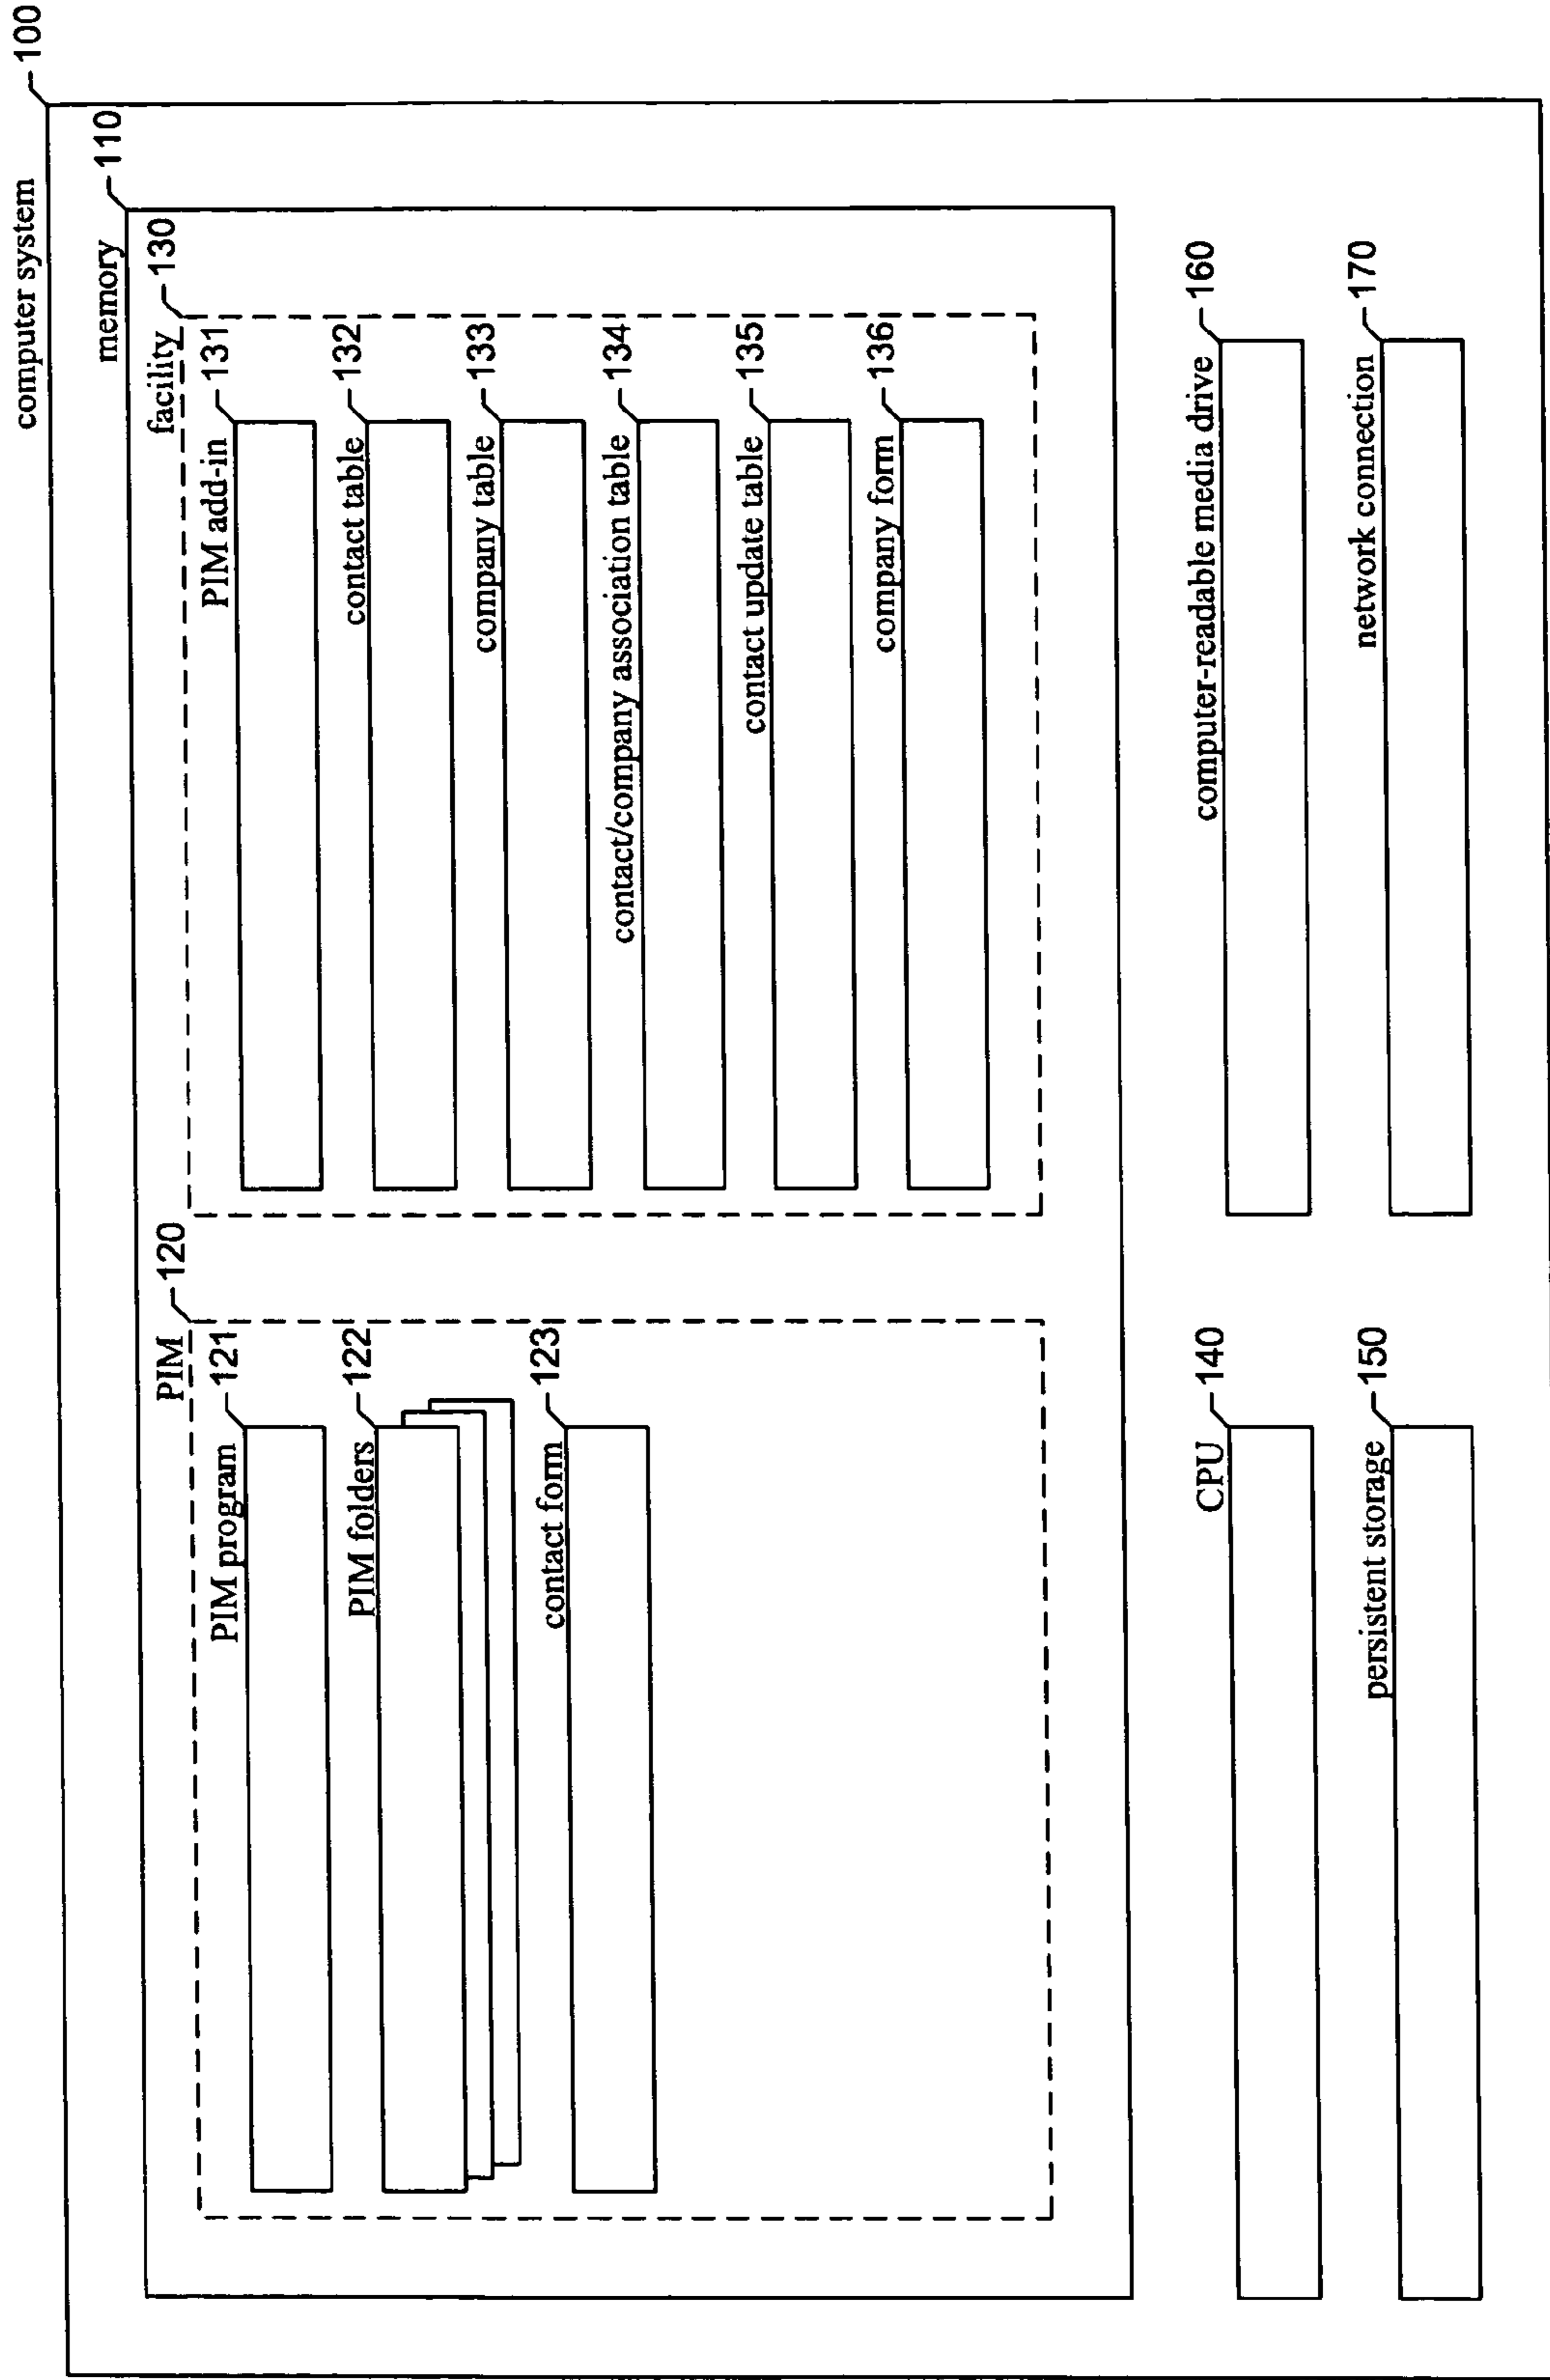 computer system
100
memory
110
PIM
120
PIM program
121
PIM folders
122
contact form
123
facility
130
PIM add-in
131
contact table
132
company table
133
contact/company association table
134
contact update table
135
company form
136
CPU
140
persistent storage
150
computer-readable media drive
160
network connection
170